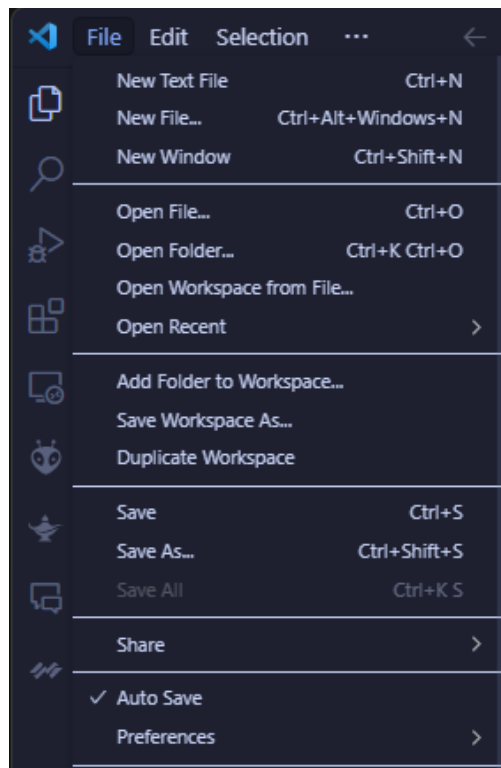 File Edit Selection ...
New Text File Ctrl+N
New File... Ctrl+Alt+Windows+N
New Window Ctrl+Shift+N
Open File... Ctrl+O
Open Folder... Ctrl+K Ctrl+O
Open Workspace from File...
Open Recent
Add Folder to Workspace...
Save Workspace As...
Duplicate Workspace
Save Ctrl+S
Save As... Ctrl+Shift+S
Save All Ctrl+K S
Share
Auto Save
Preferences